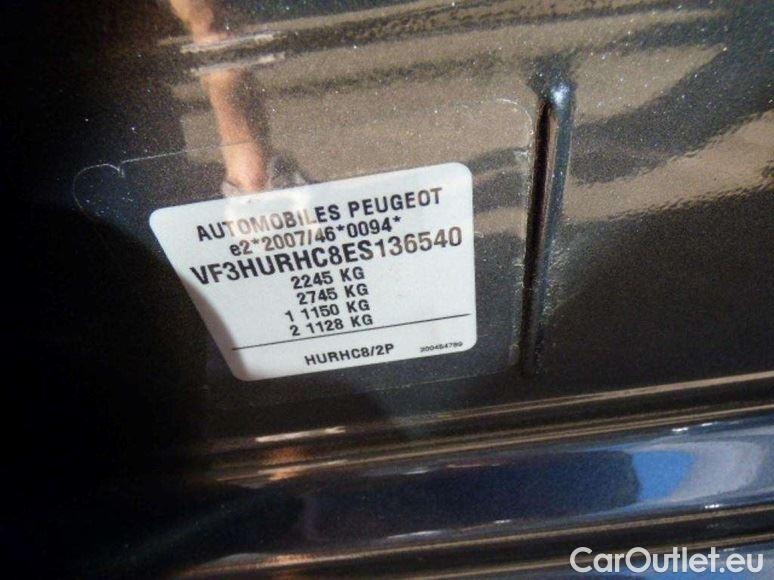 AUTOMOBILES PEUGEOT
e2*2007/46*0094*
VF3HURHC8ES136540
2245 KG
2745 KG
1 1150 KG
2 1128 KG
HURHC8/2P 200454789
CarOutlet.eu